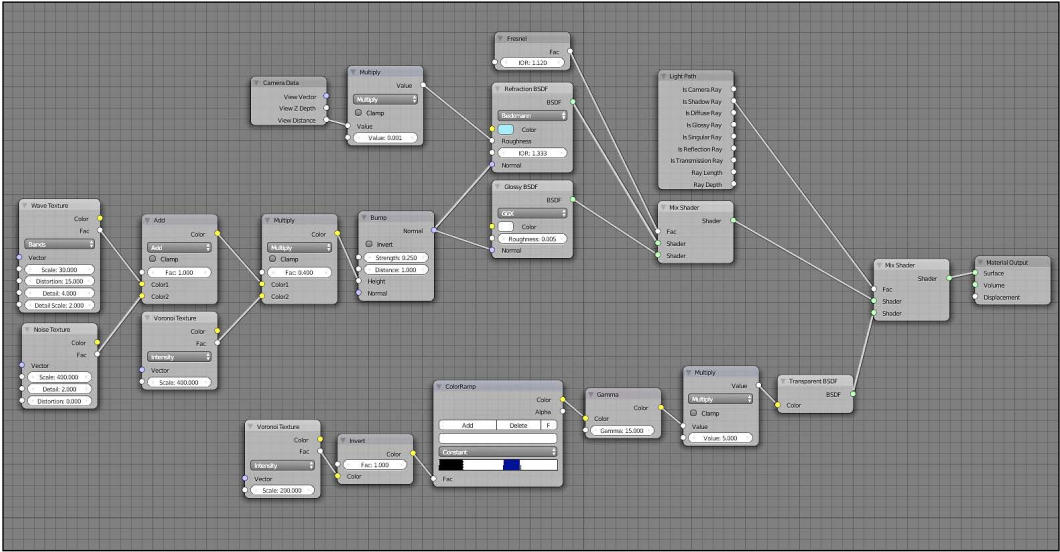 Fresnel
Fac
IOR: 1.120
Camera Data
View Vector
View Z Depth
View Distance
Multiply
Value
Multiply
Clamp
Value
Value: 0.001
Refraction BSDF
BSDF
Beckmann
Color
Roughness
IOR: 1.333
Normal
Light Path
Is Camera Ray
Is Shadow Ray
Is Diffuse Ray
Is Glossy Ray
Is Singular Ray
Is Reflection Ray
Is Transmission Ray
Ray Length
Ray Depth
Glossy BSDF
BSDF
GGX
Color
Roughness: 0.005
Normal
Mix Shader
Shader
Fac
Shader
Shader
Wave Texture
Color
Fac
Bands
Vector
Scale: 30.000
Distortion: 15.000
Detail: 4.000
Detail Scale: 2.000
Add
Color
Add
Clamp
Fac: 1.000
Color1
Color2
Multiply
Color
Multiply
Clamp
Fac: 0.400
Color1
Color2
Bump
Normal
Invert
Strength: 0.250
Distance: 1.000
Height
Normal
Mix Shader
Shader
Fac
Shader
Shader
Material Output
Surface
Volume
Displacement
Noise Texture
Color
Fac
Vector
Scale: 400.000
Detail: 2.000
Distortion: 0.000
Voronoi Texture
Color
Fac
Intensity
Vector
Scale: 400.000
Voronoi Texture
Color
Fac
Intensity
Vector
Scale: 200.000
Invert
Color
Fac: 1.000
Color
ColorRamp
Color
Alpha
Add Delete F
Constant
Fac
Gamma
Color
Color
Gamma: 15.000
Multiply
Value
Multiply
Clamp
Value
Value: 5.000
Transparent BSDF
BSDF
Color